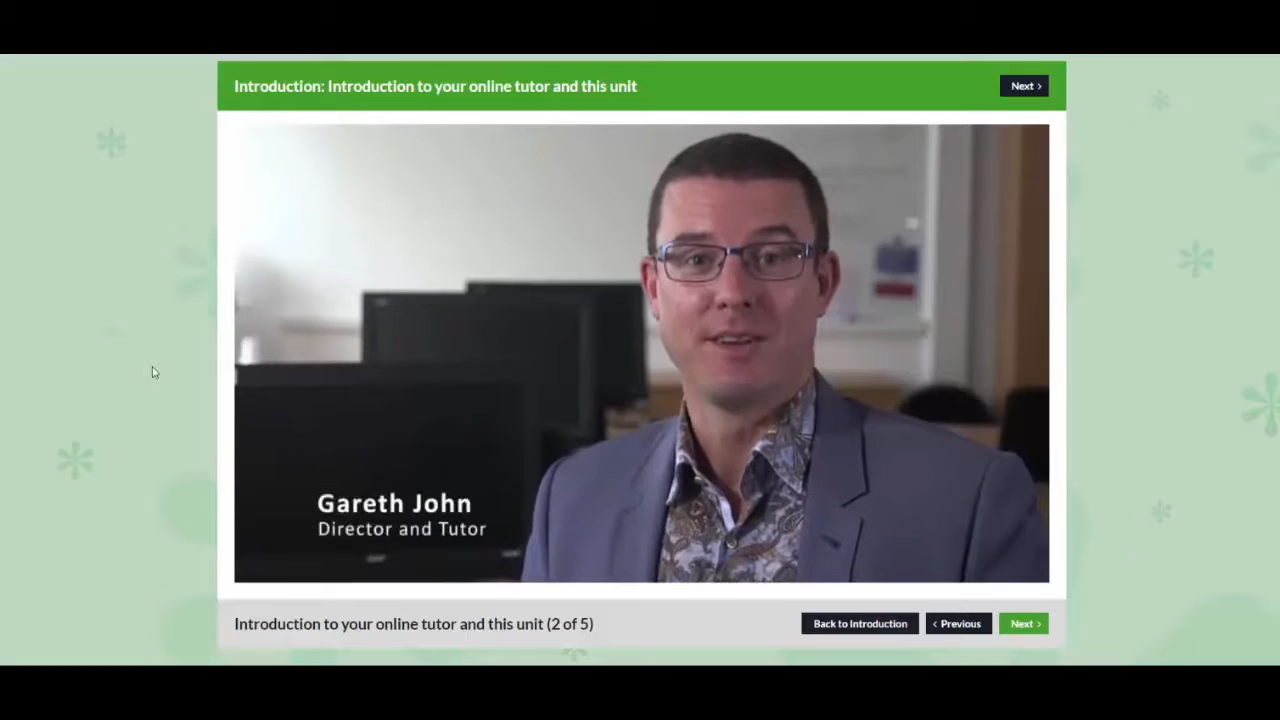 Introduction: Introduction to your online tutor and this unit
Next >
Gareth John
Director and Tutor
Introduction to your online tutor and this unit (2 of 5)
Back to Introduction
< Previous
Next >